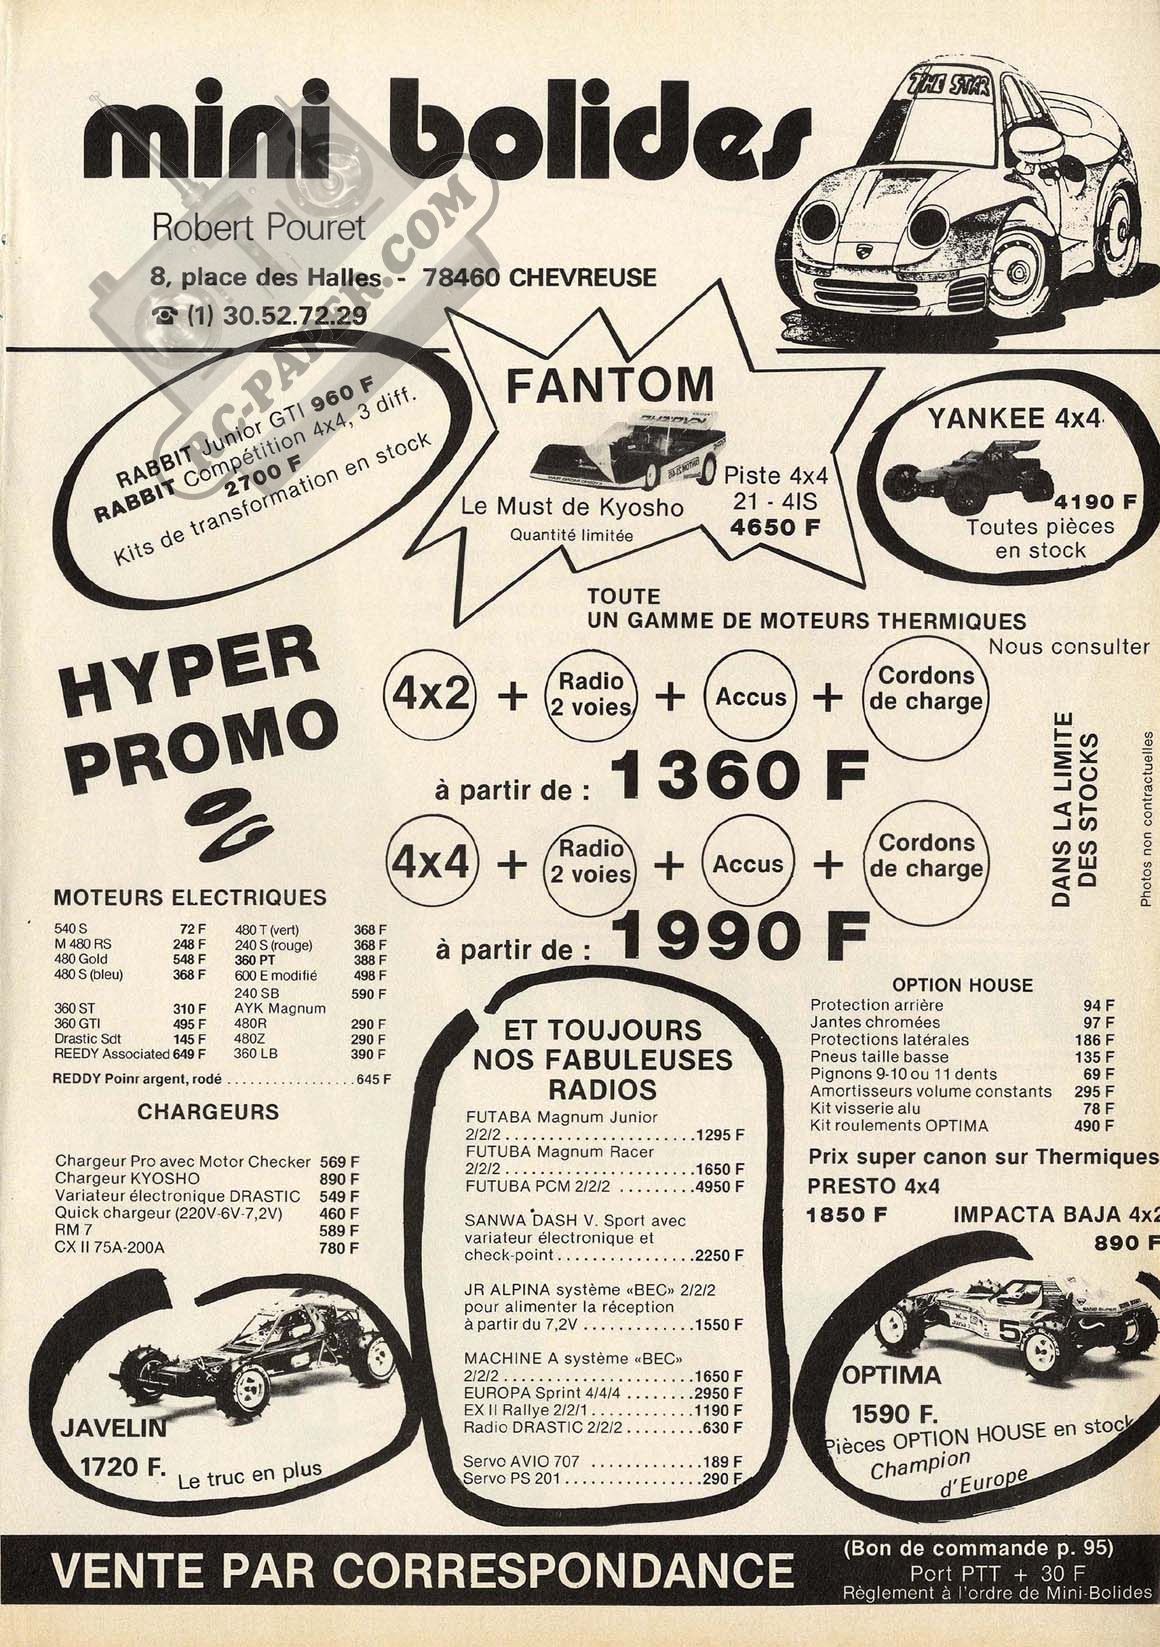 mini bolides
THE STAR
Robert Pouret
8, place des Halles - 78460 CHEVREUSE
☎ (1) 30.52.72.29
RC-PAPER.COM
RABBIT Junior GTI 960 F
RABBIT Compétition 4x4, 3 diff.
2700 F
Kits de transformation en stock
FANTOM
Le Must de Kyosho
Quantité limitée
Piste 4x4
21 - 4IS
4650 F
YANKEE 4x4
4190 F
Toutes pièces
en stock
TOUTE
UN GAMME DE MOTEURS THERMIQUES
Nous consulter
HYPER
PROMO
4x2 + Radio 2 voies + Accus + Cordons de charge
à partir de : 1360 F
4x4 + Radio 2 voies + Accus + Cordons de charge
à partir de : 1990 F
DANS LA LIMITE
DES STOCKS
Photos non contractuelles
MOTEURS ELECTRIQUES
540 S 72 F
M 480 RS 248 F
480 Gold 548 F
480 S (bleu) 368 F
360 ST 310 F
360 GTI 495 F
Drastic Sdt 145 F
REEDY Associated 649 F
480 T (vert) 368 F
240 S (rouge) 368 F
360 PT 388 F
600 E modifié 498 F
240 SB 590 F
AYK Magnum
480R 290 F
480Z 290 F
360 LB 390 F
REDDY Poinr argent, rodé ................. 645 F
CHARGEURS
Chargeur Pro avec Motor Checker 569 F
Chargeur KYOSHO 890 F
Variateur électronique DRASTIC 549 F
Quick chargeur (220V-6V-7,2V) 460 F
RM 7 589 F
CX II 75A-200A 780 F
JAVELIN
1720 F.
Le truc en plus
ET TOUJOURS
NOS FABULEUSES
RADIOS
FUTABA Magnum Junior
2/2/2 ....................... 1295 F
FUTUBA Magnum Racer
2/2/2 ....................... 1650 F
FUTUBA PCM 2/2/2 ......... 4950 F
SANWA DASH V. Sport avec
variateur électronique et
check-point ................. 2250 F
JR ALPINA système «BEC» 2/2/2
pour alimenter la réception
à partir du 7,2V ............. 1550 F
MACHINE A système «BEC»
2/2/2 ....................... 1650 F
EUROPA Sprint 4/4/4 ........ 2950 F
EX II Rallye 2/2/1 ............ 1190 F
Radio DRASTIC 2/2/2 ......... 630 F
Servo AVIO 707 ............. 189 F
Servo PS 201 ................ 290 F
OPTION HOUSE
Protection arrière 94 F
Jantes chromées 97 F
Protections latérales 186 F
Pneus taille basse 135 F
Pignons 9-10 ou 11 dents 69 F
Amortisseurs volume constants 295 F
Kit visserie alu 78 F
Kit roulements OPTIMA 490 F
Prix super canon sur Thermiques
PRESTO 4x4
1850 F
IMPACTA BAJA 4x2
890 F
5
OPTIMA
1590 F.
Pièces OPTION HOUSE en stock
Champion
d'Europe
VENTE PAR CORRESPONDANCE
(Bon de commande p. 95)
Port PTT + 30 F
Règlement à l'ordre de Mini-Bolides